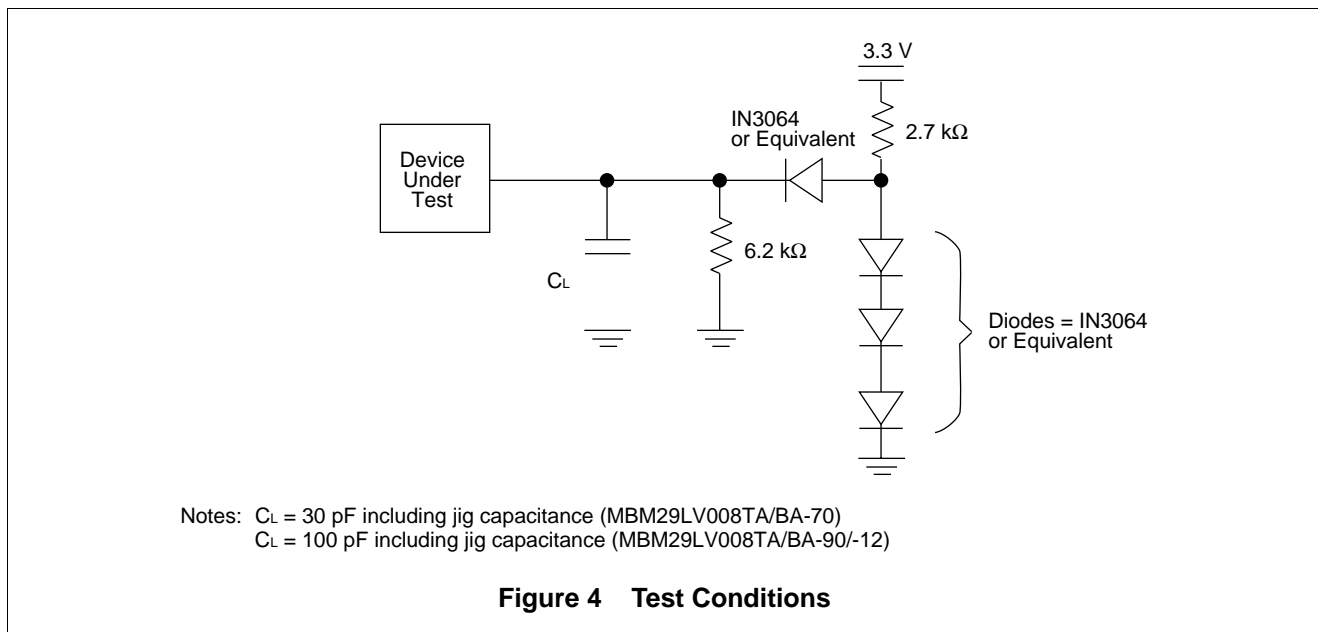 3.3 V
IN3064
or Equivalent
2.7 kΩ
Device
Under
Test
6.2 kΩ
CL
Diodes = IN3064
or Equivalent
Notes: CL = 30 pF including jig capacitance (MBM29LV008TA/BA-70)
CL = 100 pF including jig capacitance (MBM29LV008TA/BA-90/-12)
Figure 4 Test Conditions